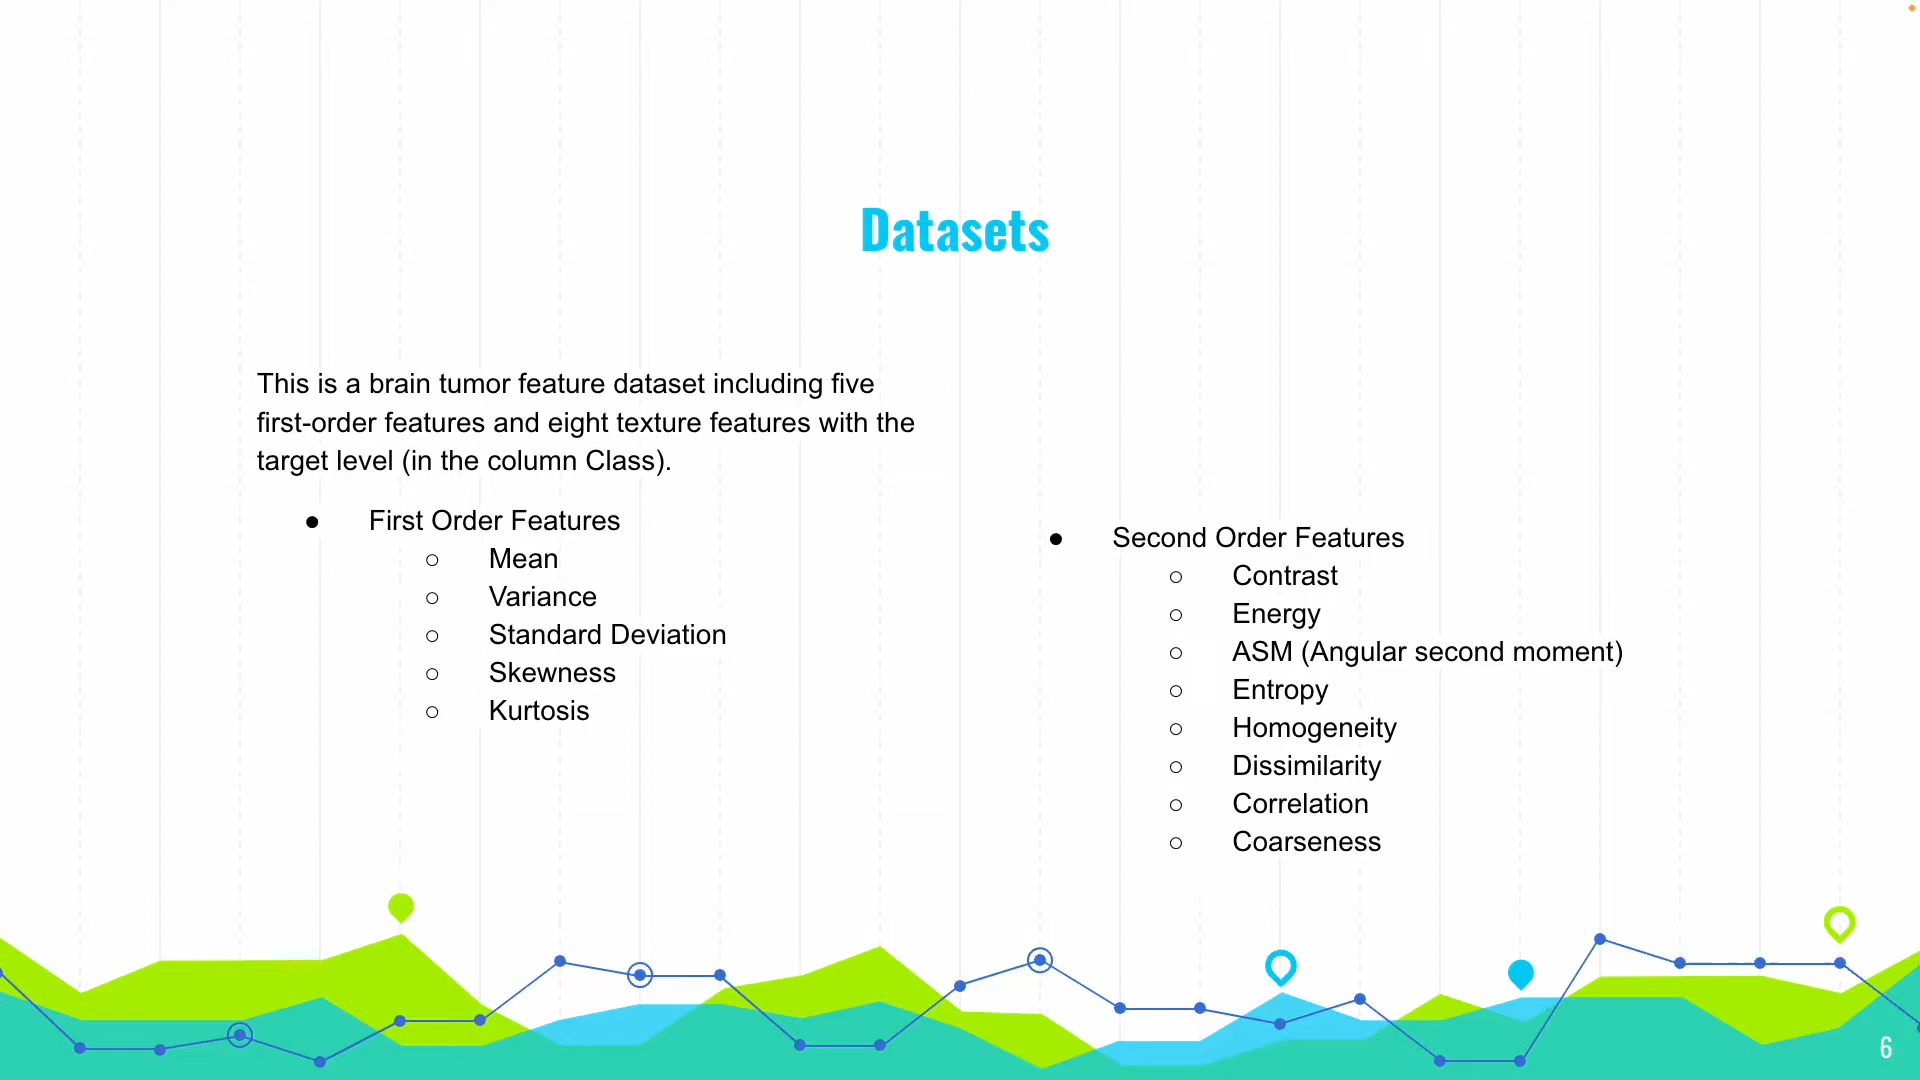 Datasets
This is a brain tumor feature dataset including five
first-order features and eight texture features with the
target level (in the column Class).
● First Order Features
○ Mean
○ Variance
○ Standard Deviation
○ Skewness
○ Kurtosis
● Second Order Features
○ Contrast
○ Energy
○ ASM (Angular second moment)
○ Entropy
○ Homogeneity
○ Dissimilarity
○ Correlation
○ Coarseness
6